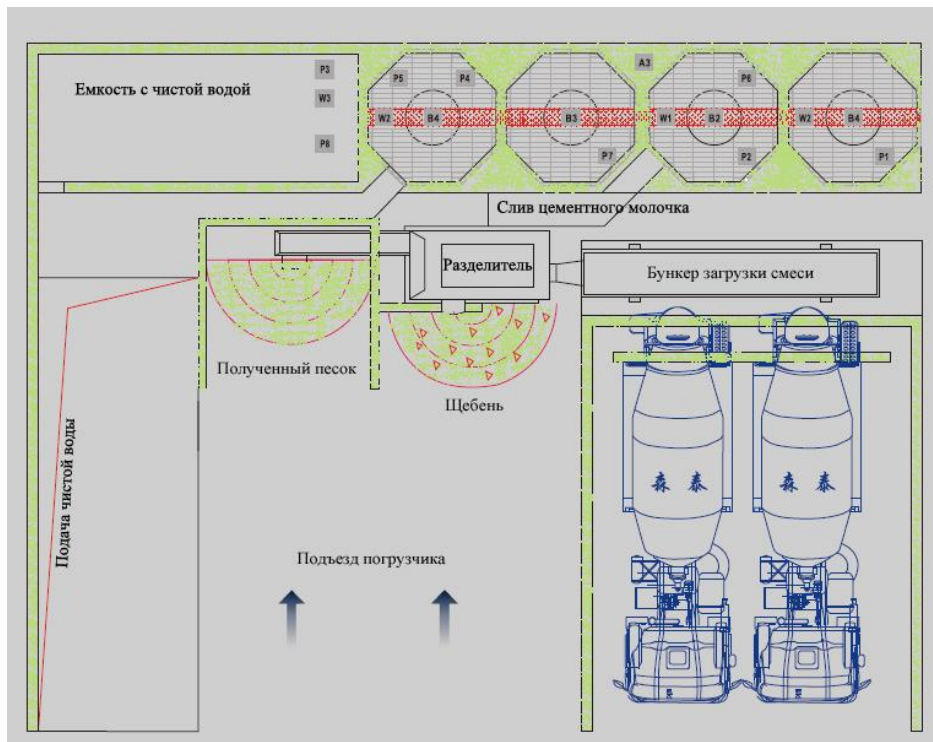 P3
P5
P4
A3
P6
Емкость с чистой водой
W3
W2
B4
B3
W1
B2
W2
B4
P8
P7
P2
P1
Слив цементного молочка
Разделитель
Бункер загрузки смеси
Полученный песок
Щебень
Подача чистой воды
森 泰
森 泰
Подъезд погрузчика